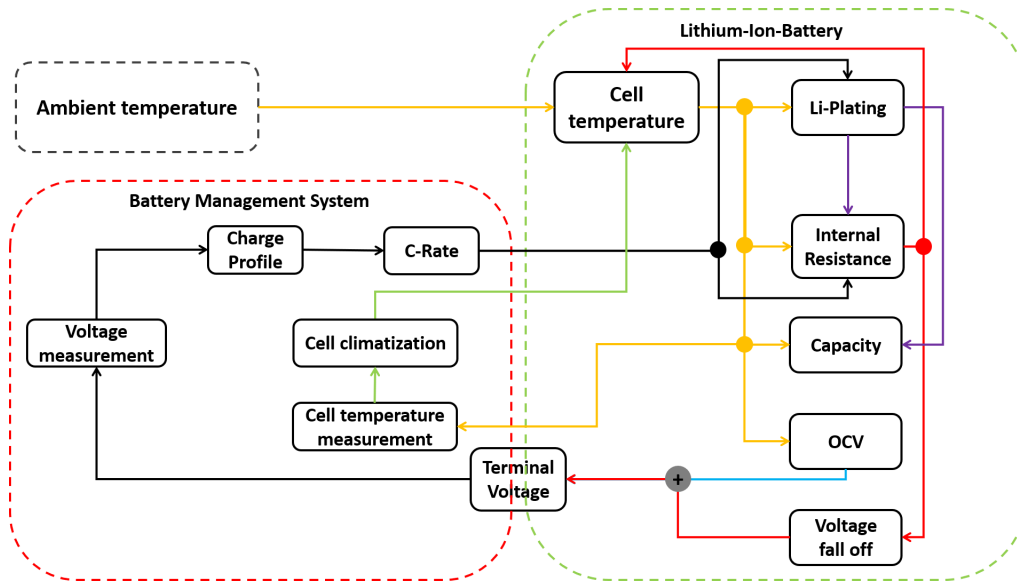 Lithium-Ion-Battery
Ambient temperature
Cell
temperature
Li-Plating
Battery Management System
Charge
Profile
C-Rate
Internal
Resistance
Voltage
measurement
Cell climatization
Capacity
Cell temperature
measurement
OCV
Terminal
Voltage
+
Voltage
fall off